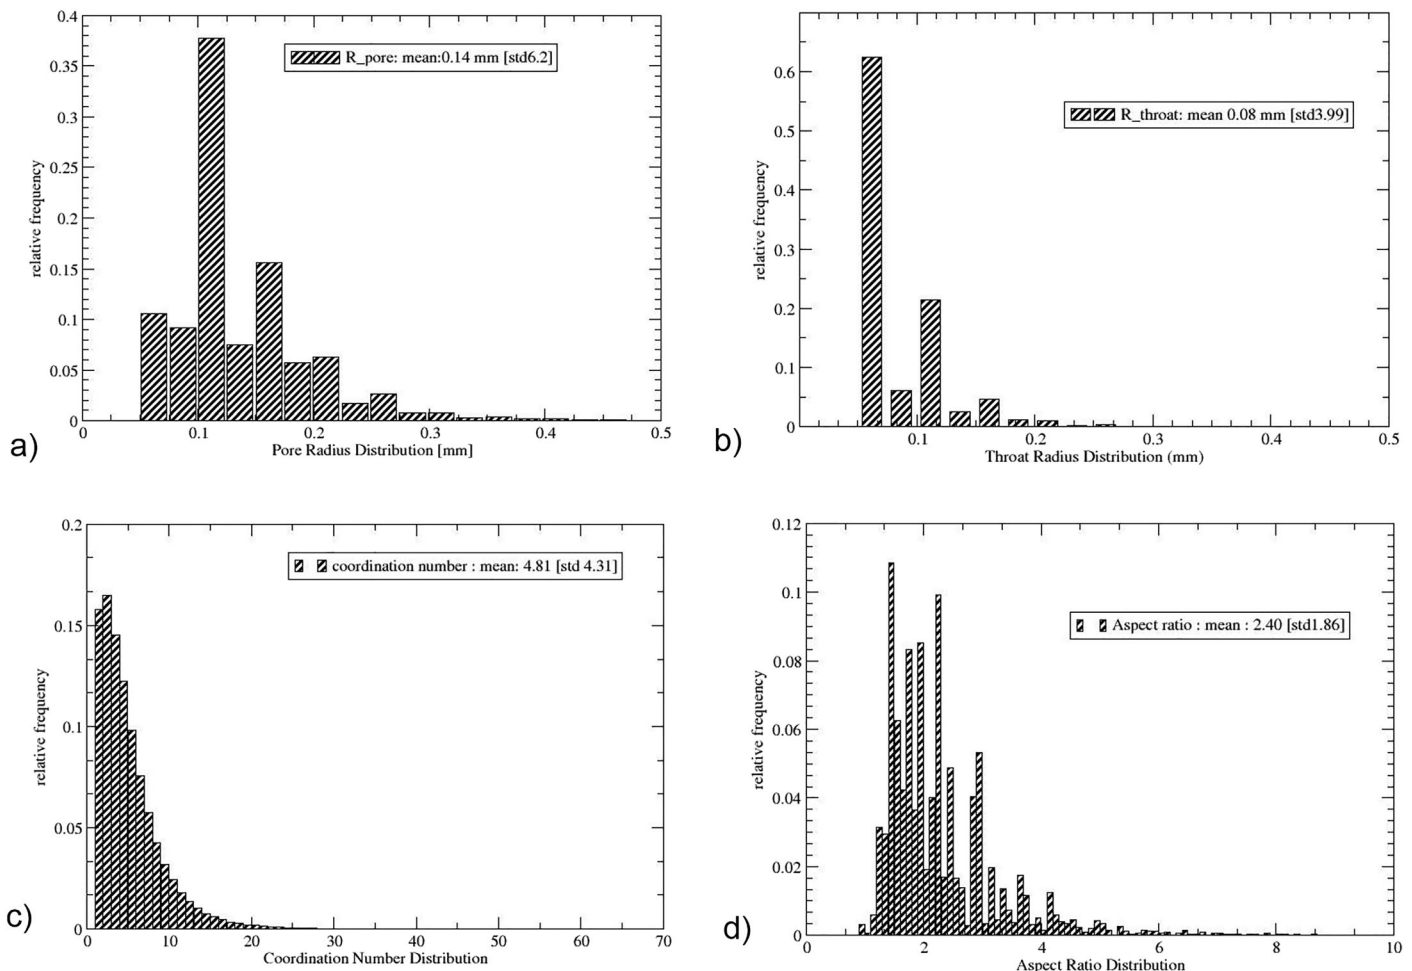 0.4
0.35
0.3
0.25
0.2
0.15
0.1
0.05
0
relative frequency
R_pore: mean:0.14 mm [std6.2]
0 0.1 0.2 0.3 0.4 0.5
Pore Radius Distribution [mm]
a)
0.6
0.5
0.4
0.3
0.2
0.1
0
relative frequency
R_throat: mean 0.08 mm [std3.99]
0.1 0.2 0.3 0.4 0.5
Throat Radius Distribution (mm)
b)
0.2
0.15
0.1
0.05
0
relative frequency
coordination number : mean: 4.81 [std 4.31]
0 10 20 30 40 50 60 70
Coordination Number Distribution
c)
0.12
0.1
0.08
0.06
0.04
0.02
0
relative frequency
Aspect ratio : mean : 2.40 [std1.86]
0 2 4 6 8 10
Aspect Ratio Distribution
d)